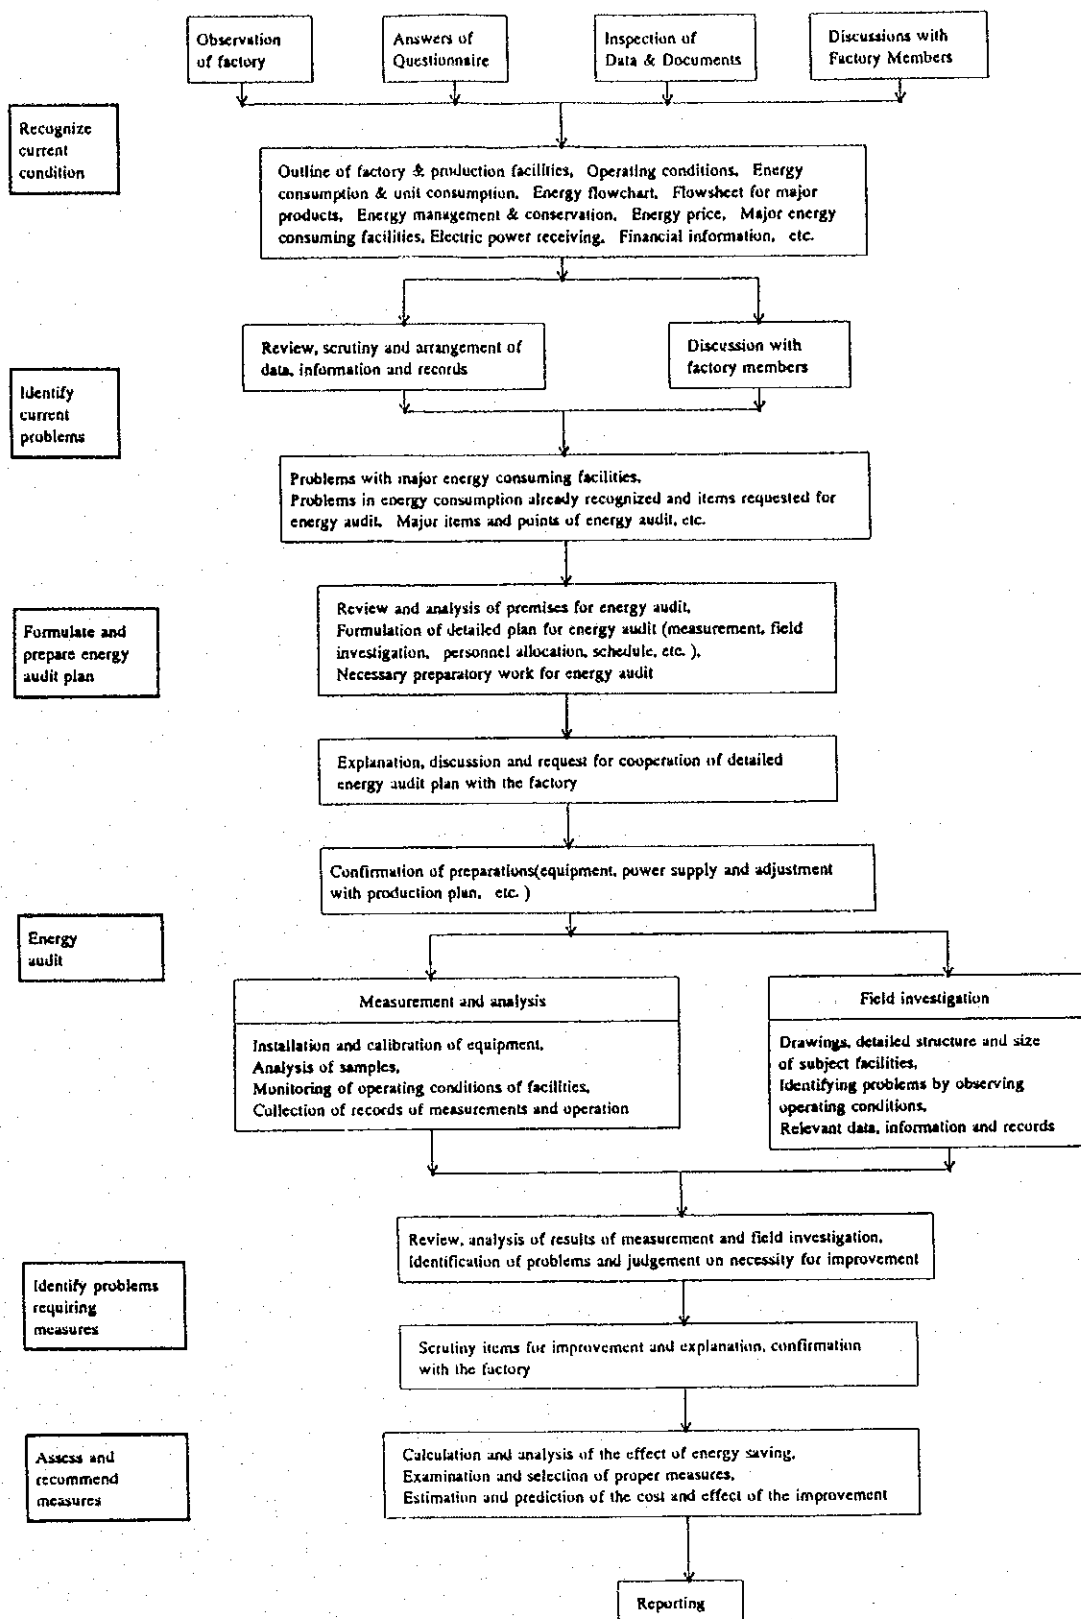 Observation
of factory
Answers of
Questionnaire
Inspection of
Data & Documents
Discussions with
Factory Members
Recognize
current
condition
Outline of factory & production facilities, Operating conditions, Energy
consumption & unit consumption, Energy flowchart, Flowsheet for major
products, Energy management & conservation, Energy price, Major energy
consuming facilities, Electric power receiving, Financial information, etc.
Review, scrutiny and arrangement of
data, information and records
Discussion with
factory members
Identify
current
problems
Problems with major energy consuming facilities,
Problems in energy consumption already recognized and items requested for
energy audit, Major items and points of energy audit, etc.
Formulate and
prepare energy
audit plan
Review and analysis of premises for energy audit,
Formulation of detailed plan for energy audit (measurement, field
investigation, personnel allocation, schedule, etc. ),
Necessary preparatory work for energy audit
Explanation, discussion and request for cooperation of detailed
energy audit plan with the factory
Confirmation of preparations(equipment, power supply and adjustment
with production plan, etc. )
Energy
audit
Measurement and analysis
Installation and calibration of equipment,
Analysis of samples,
Monitoring of operating conditions of facilities,
Collection of records of measurements and operation
Field investigation
Drawings, detailed structure and size
of subject facilities,
Identifying problems by observing
operating conditions,
Relevant data, information and records
Review, analysis of results of measurement and field investigation,
Identification of problems and judgement on necessity for improvement
Identify problems
requiring
measures
Scrutiny items for improvement and explanation, confirmation
with the factory
Assess and
recommend
measures
Calculation and analysis of the effect of energy saving,
Examination and selection of proper measures,
Estimation and prediction of the cost and effect of the improvement
Reporting